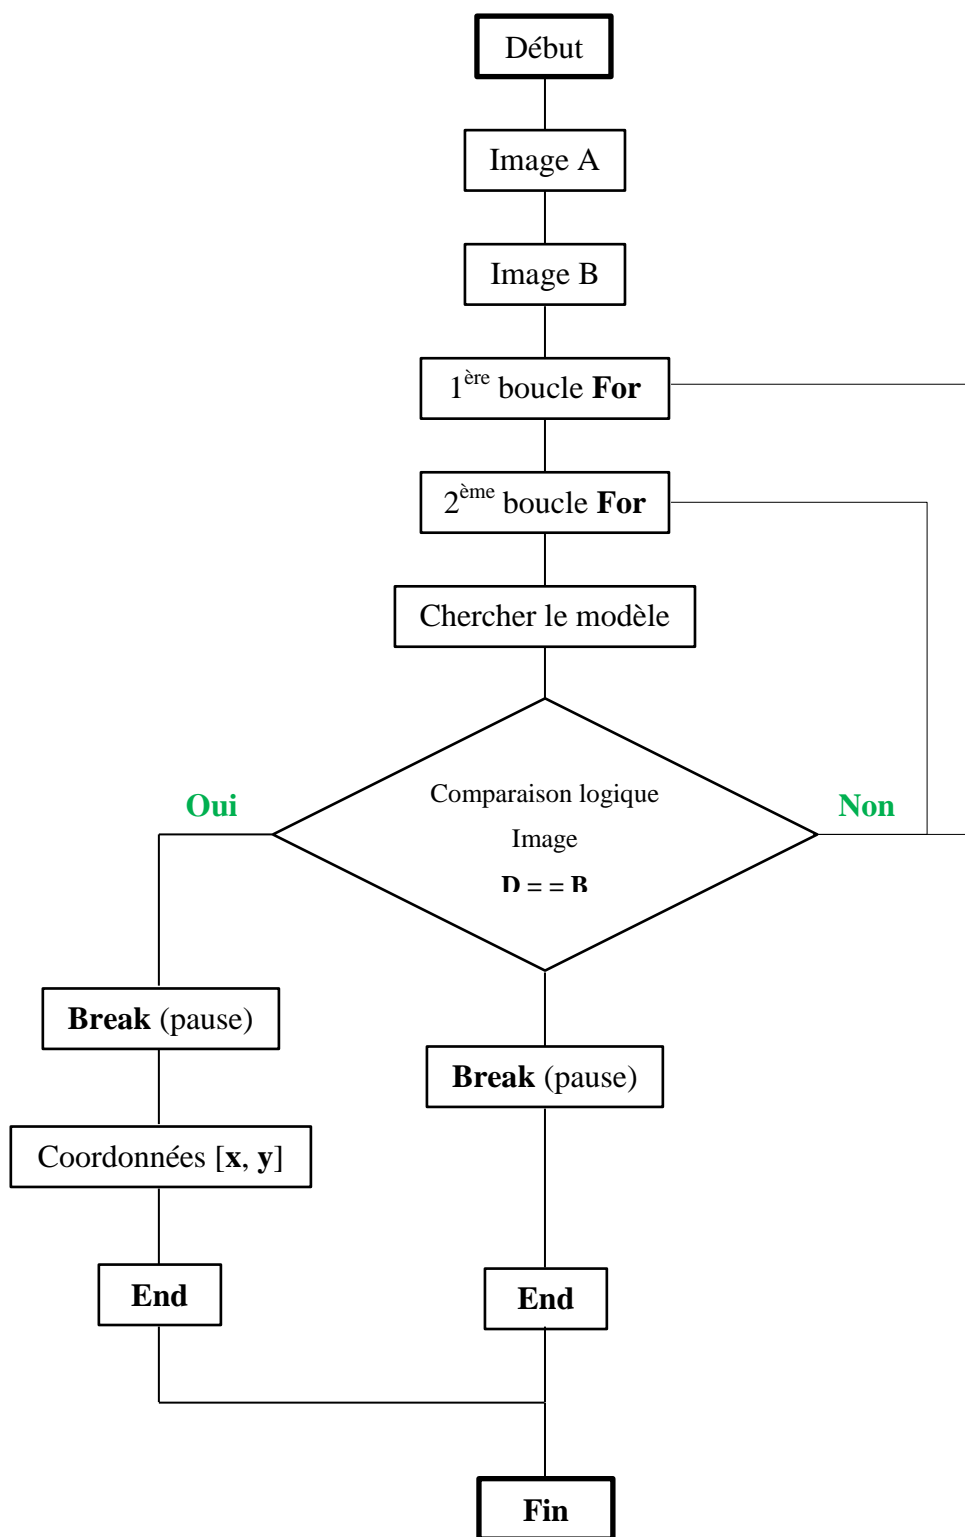 Début
Image A
Image B
1ère boucle For
2ème boucle For
Chercher le modèle
Comparaison logique
Image
D = = B
Oui
Non
Break (pause)
Break (pause)
Coordonnées [x, y]
End
End
Fin